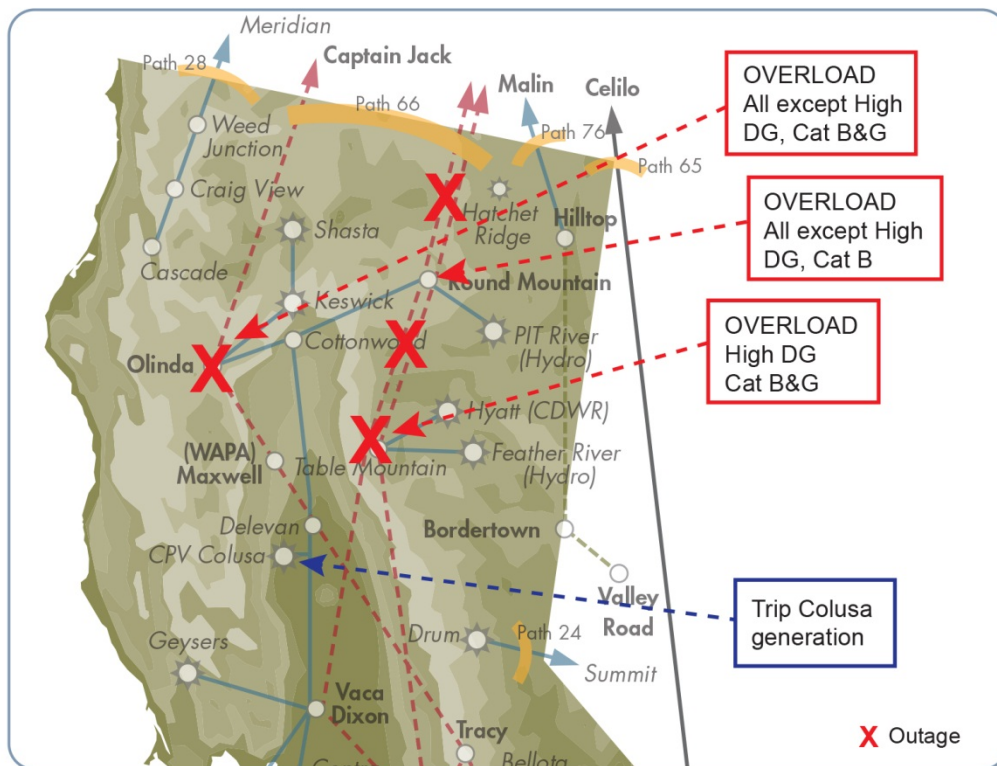 Meridian
Captain Jack
Path 28
Path 66
Malin
Celilo
Path 76
Path 65
Weed
Junction
Craig View
Cascade
Shasta
Hatchet
Ridge
Hilltop
Keswick
Round Mountain
Cottonwood
PIT River
(Hydro)
Olinda
Hyatt (CDWR)
(WAPA)
Maxwell
Table Mountain
Feather River
(Hydro)
Delevan
CPV Colusa
Bordertown
Valley
Road
Geysers
Drum
Path 24
Summit
Vaca
Dixon
Tracy
Bellota
OVERLOAD
All except High
DG, Cat B&G
OVERLOAD
All except High
DG, Cat B
OVERLOAD
High DG
Cat B&G
Trip Colusa
generation
X Outage